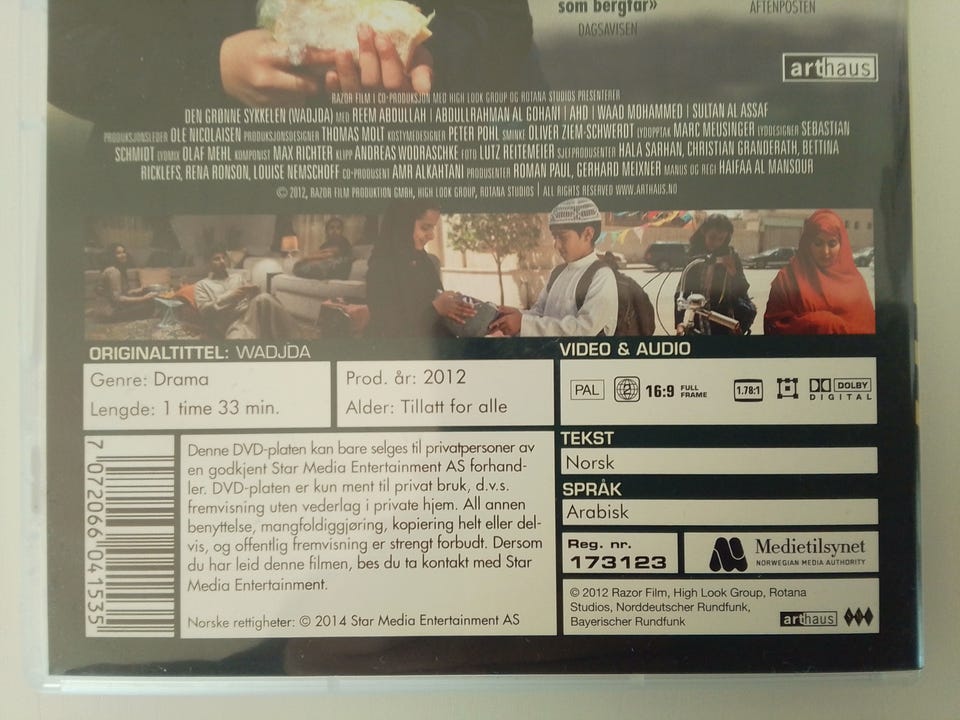 som bergtar»
DAGSAVISEN
AFTENPOSTEN
arthaus
RAZOR FILM I CO-PRODUKSJON MED HIGH LOOK GROUP OG ROTANA STUDIOS PRESENTERER
DEN GRØNNE SYKKELEN (WADJDA) MED REEM ABDULLAH | ABDULLRAHMAN AL GOHANI | AHD | WAAD MOHAMMED | SULTAN AL ASSAF
PRODUKSJONSLEDER OLE NICOLAISEN PRODUKSJONSDESIGNER THOMAS MOLT KOSTYMEDESIGNER PETER POHL SMINKE OLIVER ZIEM-SCHWERDT LYDOPPTAK MARC MEUSINGER LYDDESIGNER SEBASTIAN
SCHMIDT LYDMIX OLAF MEHL KOMPONIST MAX RICHTER KLIPP ANDREAS WODRASCHKE FOTO LUTZ REITEMEIER SJEFPRODUSENTER HALA SARHAN, CHRISTIAN GRANDERATH, BETTINA
RICKLEFS, RENA RONSON, LOUISE NEMSCHOFF CO-PRODUSENT AMR ALKAHTANI PRODUSENTER ROMAN PAUL, GERHARD MEIXNER MANUS OG REGI HAIFAA AL MANSOUR
© 2012, RAZOR FILM PRODUKTION GMBH, HIGH LOOK GROUP, ROTANA STUDIOS | ALL RIGHTS RESERVED WWW.ARTHAUS.NO
ORIGINALTITTEL: WADJDA
Genre: Drama
Lengde: 1 time 33 min.
Prod. år: 2012
Alder: Tillatt for alle
7 072066 041535
Denne DVD-platen kan bare selges til privatpersoner av
en godkjent Star Media Entertainment AS forhand-
ler. DVD-platen er kun ment til privat bruk, d.v.s.
fremvisning uten vederlag i private hjem. All annen
benyttelse, mangfoldiggjøring, kopiering helt eller del-
vis, og offentlig fremvisning er strengt forbudt. Dersom
du har leid denne filmen, bes du ta kontakt med Star
Media Entertainment.
Norske rettigheter: © 2014 Star Media Entertainment AS
VIDEO & AUDIO
PAL 2 16:9 FULL FRAME 1.78:1 DOLBY DIGITAL
TEKST
Norsk
SPRÅK
Arabisk
Reg. nr.
173123
Medietilsynet
NORWEGIAN MEDIA AUTHORITY
© 2012 Razor Film, High Look Group, Rotana
Studios, Norddeutscher Rundfunk,
Bayerischer Rundfunk
arthaus